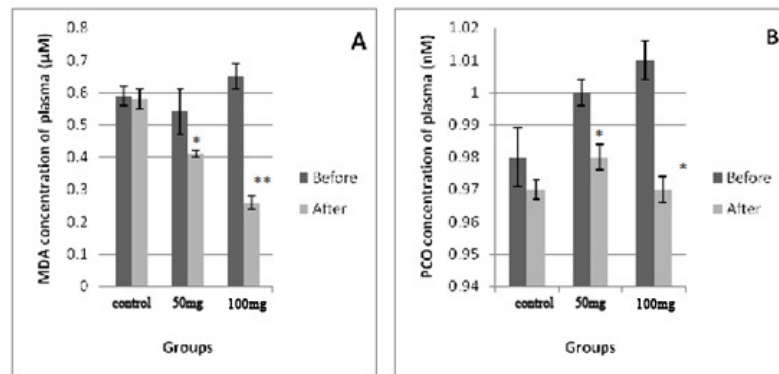 A
MDA concentration of plasma (μM)
0.8
0.7
0.6
0.5
0.4
0.3
0.2
0.1
0
*
**
control 50mg 100mg
Groups
Before
After
B
PCO concentration of plasma (nM)
1.02
1.01
1
0.99
0.98
0.97
0.96
0.95
0.94
*
*
control 50mg 100mg
Groups
Before
After